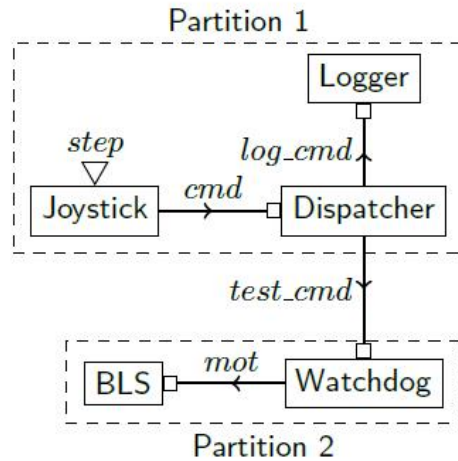 Partition 1
Logger
step
log_cmd
cmd
Joystick
Dispatcher
test_cmd
mot
BLS
Watchdog
Partition 2